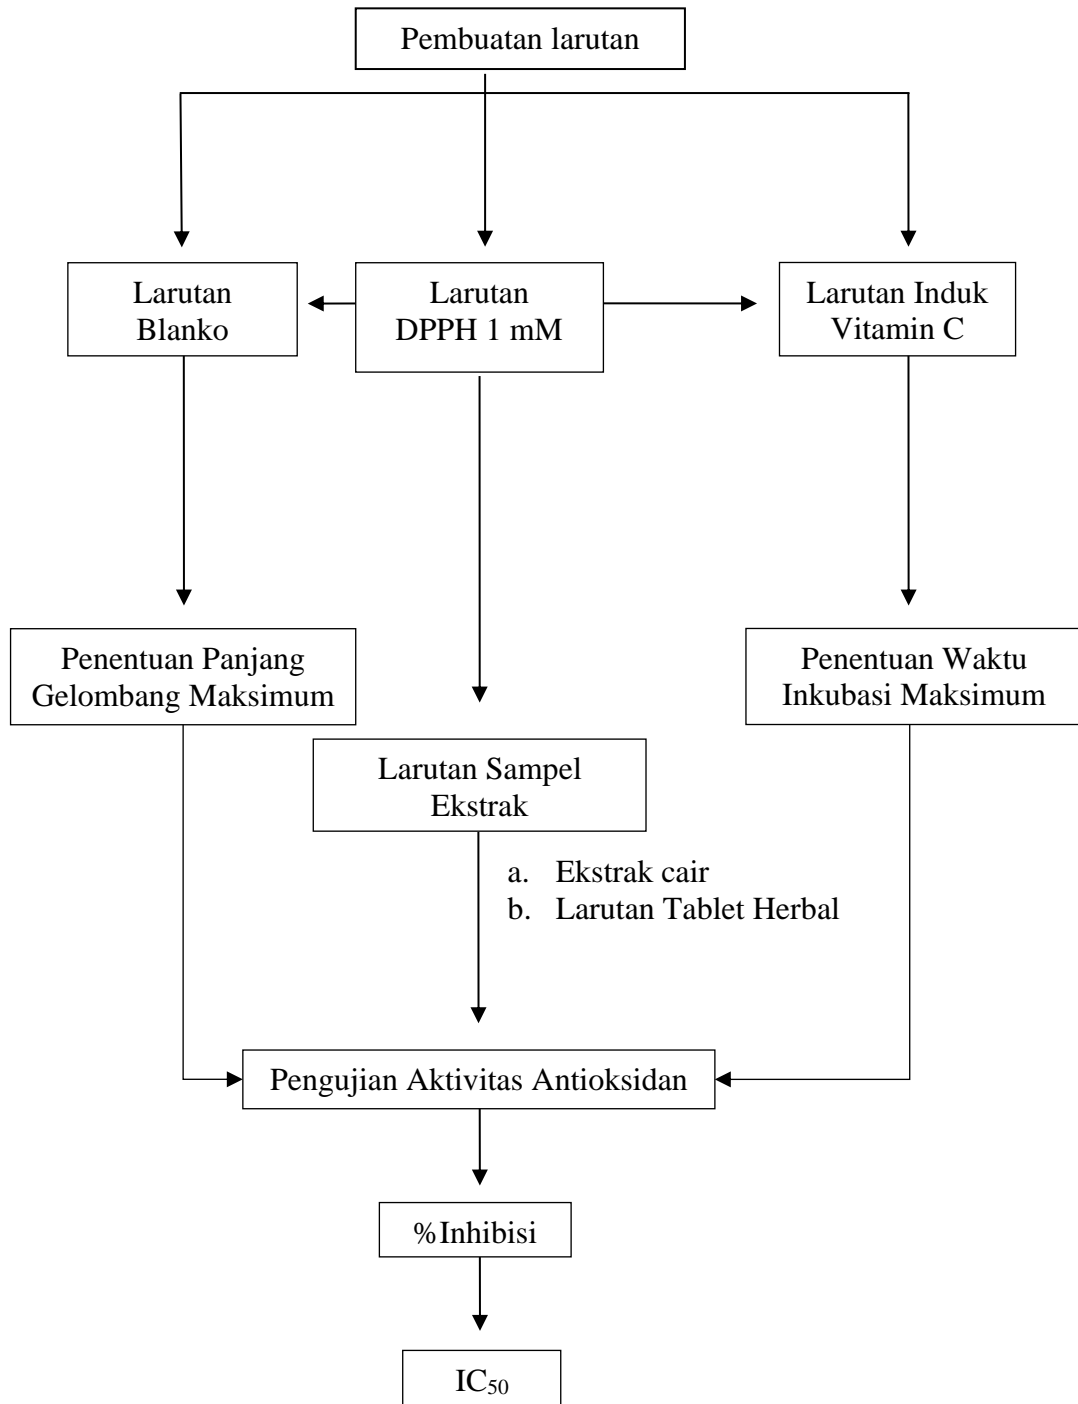 Pembuatan larutan
Larutan
Blanko
Larutan
DPPH 1 mM
Larutan Induk
Vitamin C
Penentuan Panjang
Gelombang Maksimum
Penentuan Waktu
Inkubasi Maksimum
Larutan Sampel
Ekstrak
a. Ekstrak cair
b. Larutan Tablet Herbal
Pengujian Aktivitas Antioksidan
%Inhibisi
IC₅₀